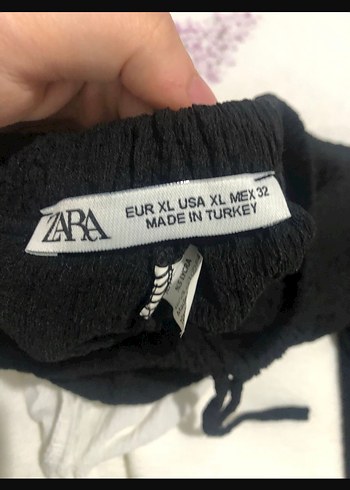 ZARA
EUR XL USA XL MEX 32
MADE IN TURKEY